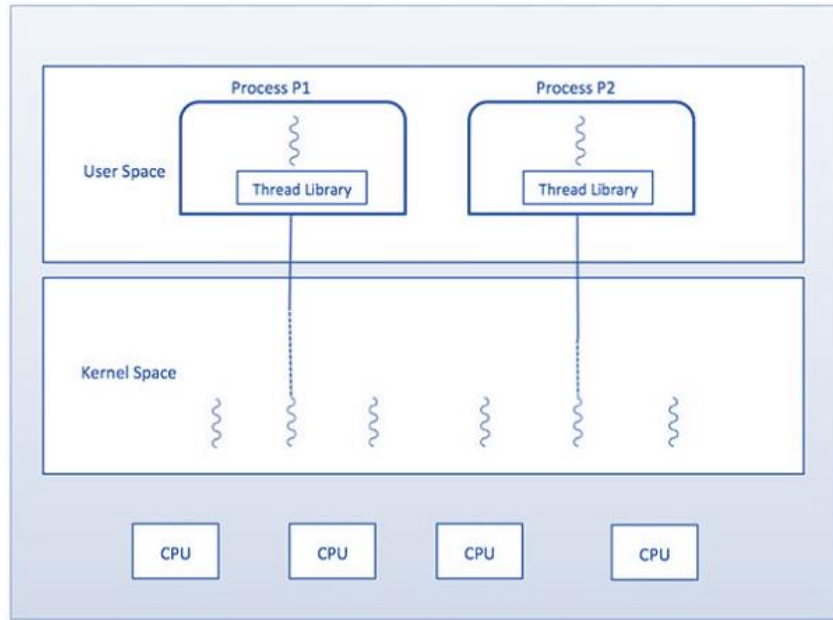 Process P1
Process P2
User Space
Thread Library
Thread Library
Kernel Space
CPU
CPU
CPU
CPU